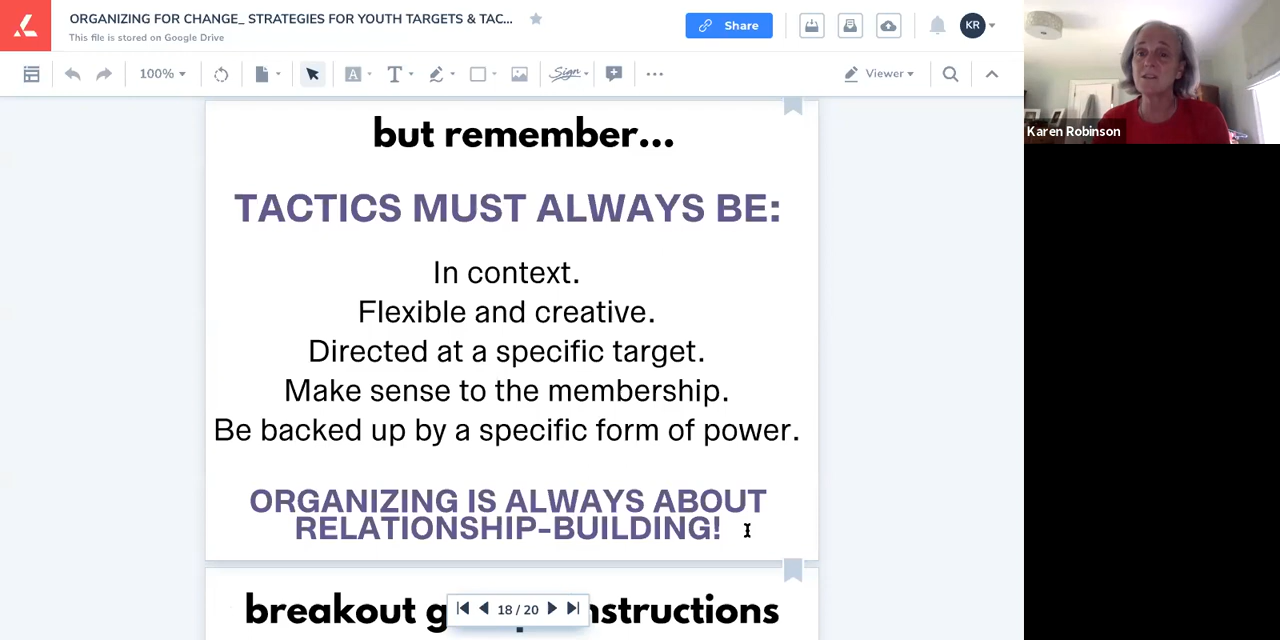 ORGANIZING FOR CHANGE_ STRATEGIES FOR YOUTH TARGETS & TAC...
This file is stored on Google Drive
Share
KR
100%
Sign
Viewer
Karen Robinson
but remember...
TACTICS MUST ALWAYS BE:
In context.
Flexible and creative.
Directed at a specific target.
Make sense to the membership.
Be backed up by a specific form of power.
ORGANIZING IS ALWAYS ABOUT
RELATIONSHIP-BUILDING!
breakout
18 / 20